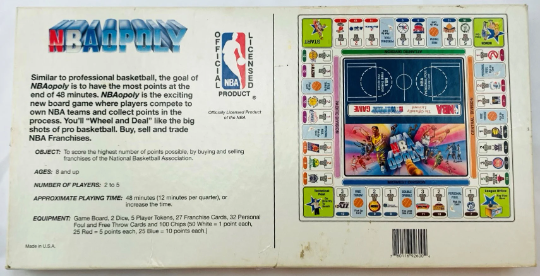 NBAOPOLY
OFFICIAL LICENSED
NBA
PRODUCT
Officially Licensed Product
of the NBA
Similar to professional basketball, the goal of
NBAopoly is to have the most points at the
end of 48 minutes. NBAopoly is the exciting
new board game where players compete to
own NBA teams and collect points in the
process. You'll "Wheel and Deal" like the big
shots of pro basketball. Buy, sell and trade
NBA Franchises.
OBJECT: To score the highest number of points possible, by buying and selling
franchises of the National Basketball Association.
AGES: 8 and up
NUMBER OF PLAYERS: 2 to 5
APPROXIMATE PLAYING TIME: 48 minutes (12 minutes per quarter), or
increase the time.
EQUIPMENT: Game Board, 2 Dice, 5 Player Tokens, 27 Franchise Cards, 32 Personal
Foul and Free Throw Cards and 100 Chips (50 White = 1 point each,
25 Red = 5 points each, 25 Blue = 10 points each.)
Made in U.S.A.
NBA
GAME